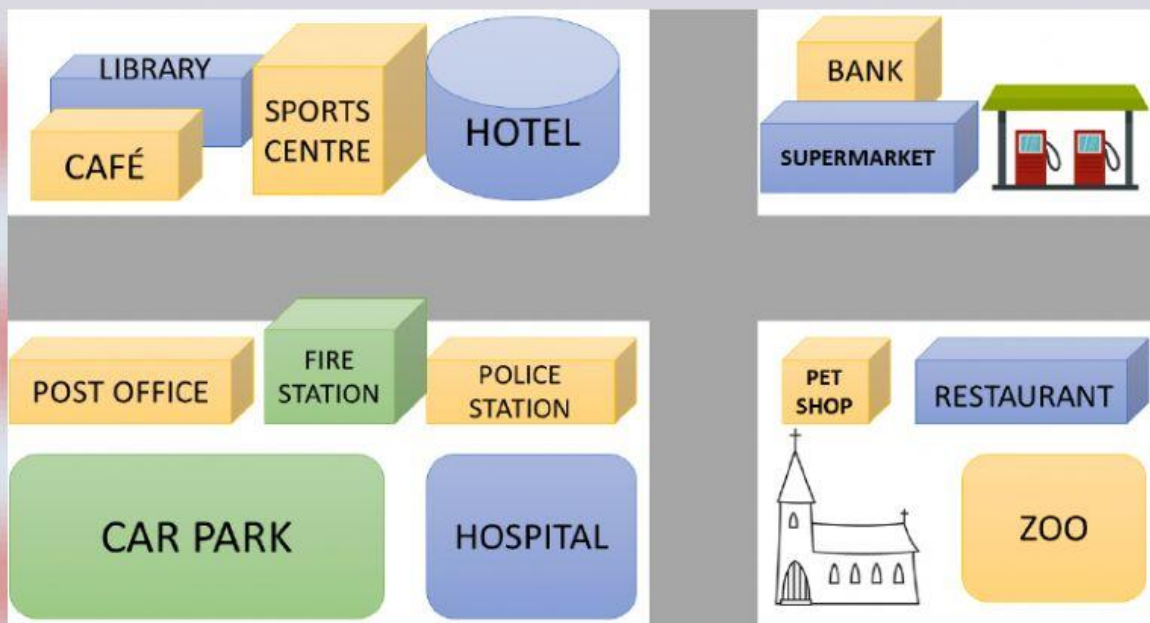 LIBRARY
CAFÉ
SPORTS
CENTRE
HOTEL
BANK
SUPERMARKET
POST OFFICE
FIRE
STATION
POLICE
STATION
PET
SHOP
RESTAURANT
CAR PARK
HOSPITAL
ZOO